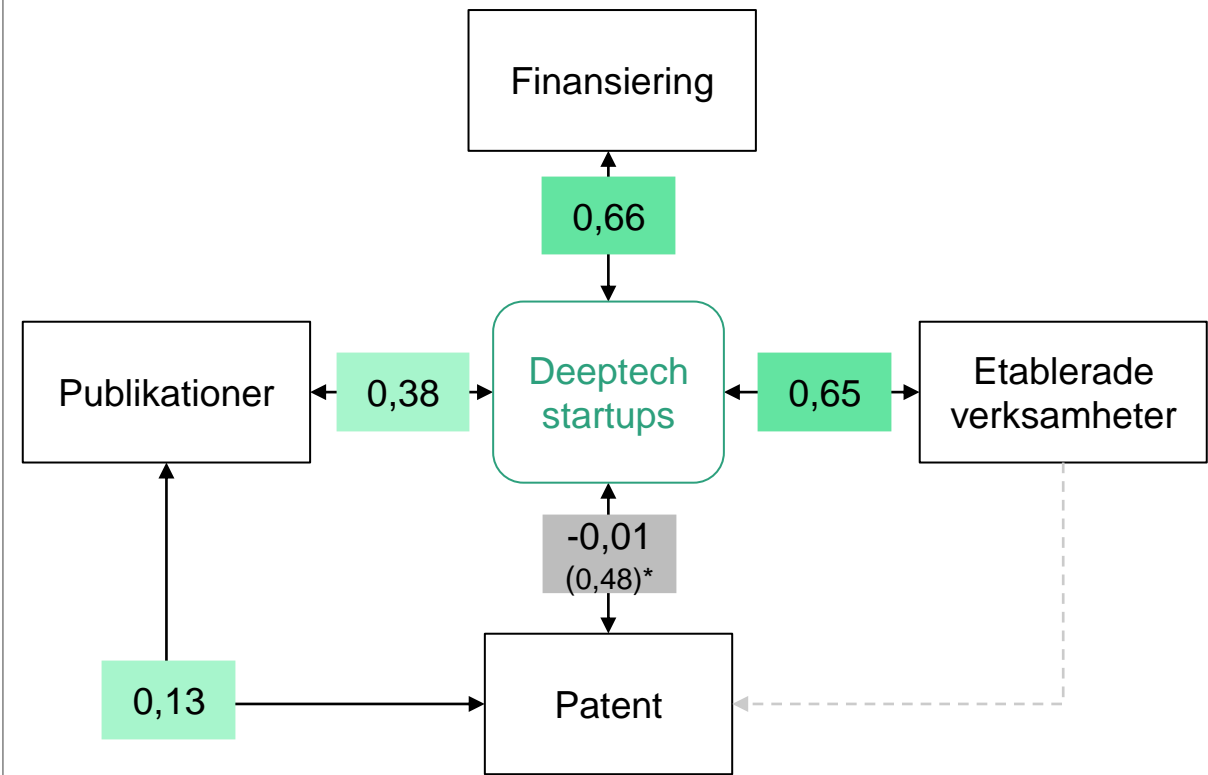 Finansiering
0,66
Publikationer
0,38
Deeptech
startups
0,65
Etablerade
verksamheter
-0,01
(0,48)*
0,13
Patent